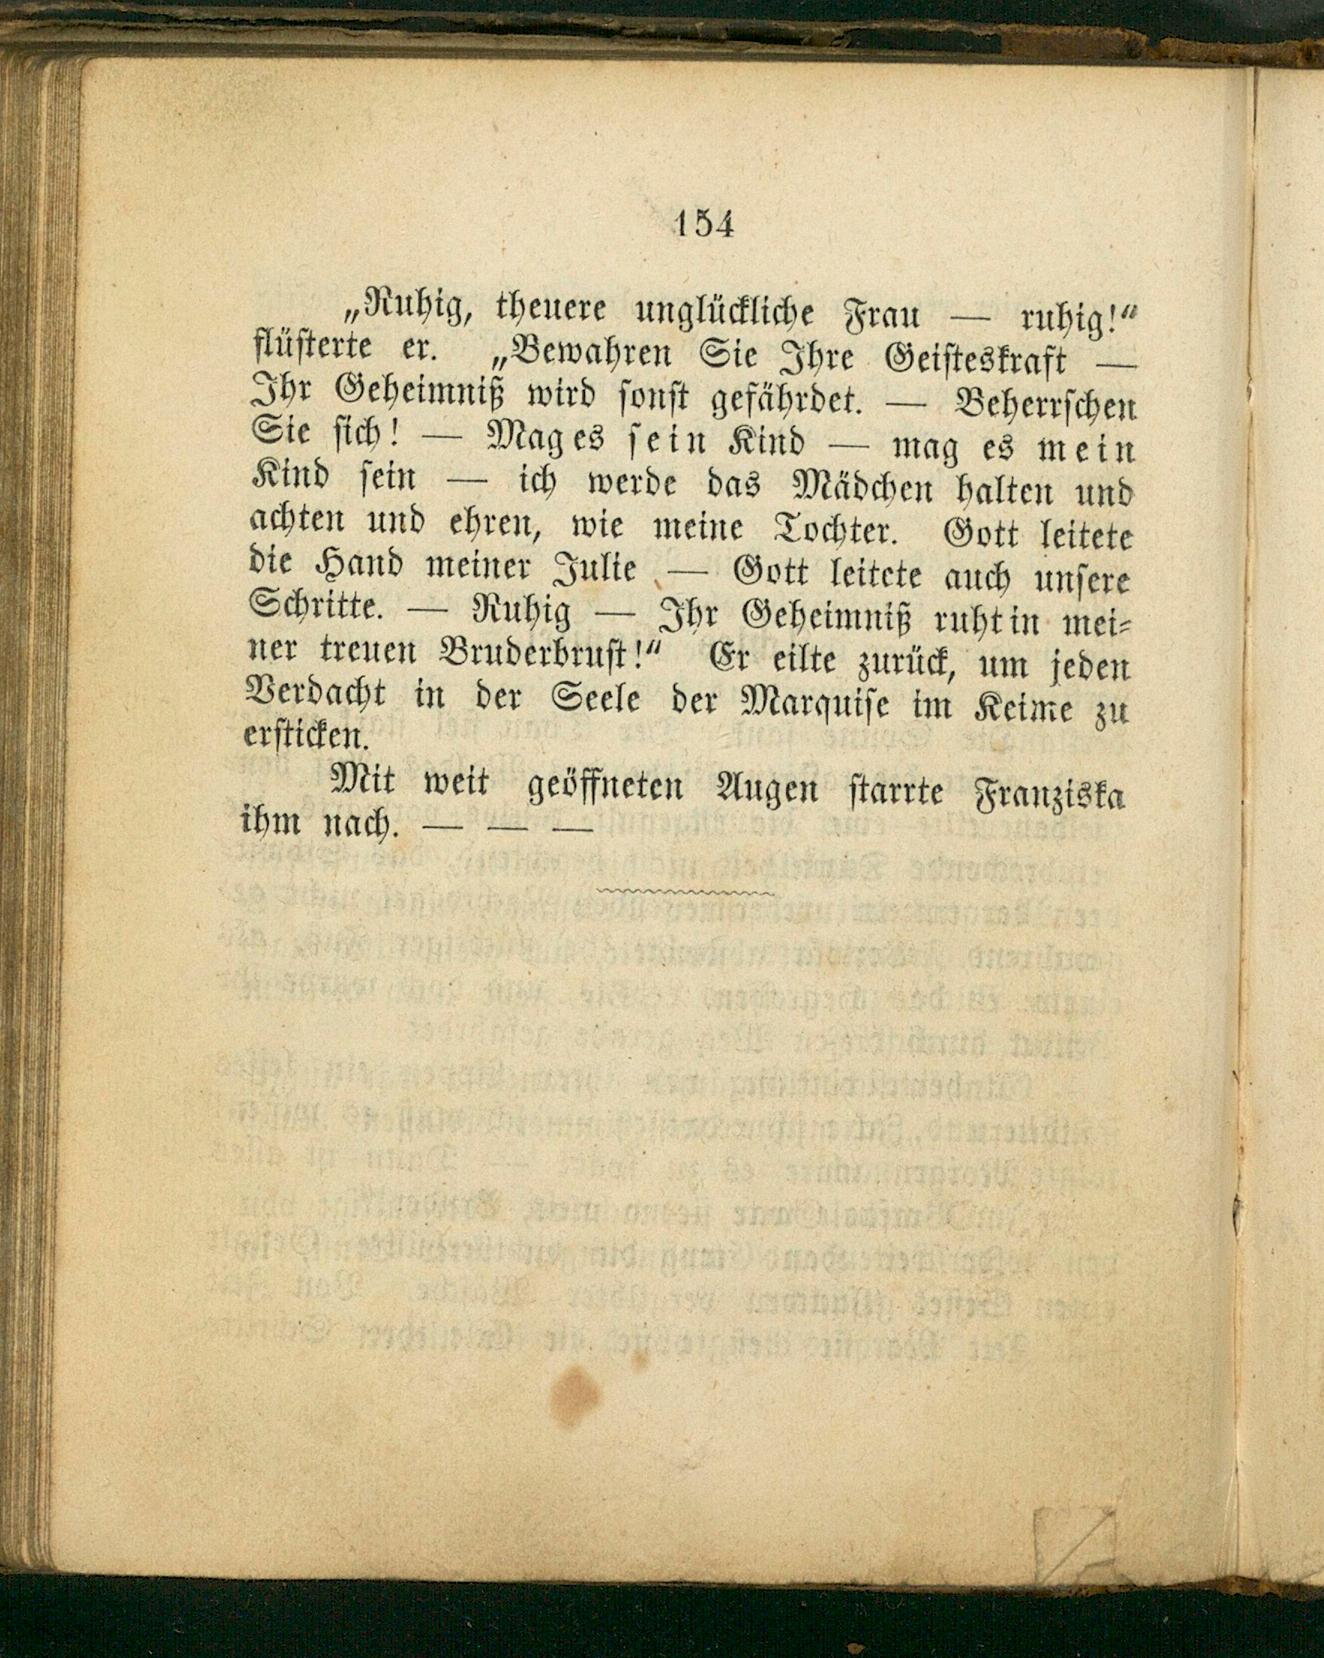 154
„Ruhig, theuere unglückliche Frau — ruhig!“
flüsterte er. „Bewahren Sie Ihre Geisteskraft —
Ihr Geheimniß wird sonst gefährdet. — Beherrschen
Sie sich! — Mag es sein Kind — mag es mein
Kind sein — ich werde das Mädchen halten und
achten und ehren, wie meine Tochter. Gott leitete
die Hand meiner Julie — Gott leitete auch unsere
Schritte. — Ruhig — Ihr Geheimniß ruht in mei-
ner treuen Bruderbrust!“ Er eilte zurück, um jeden
Verdacht in der Seele der Marquise im Keime zu
ersticken.
Mit weit geöffneten Augen starrte Franziska
ihm nach. — — —